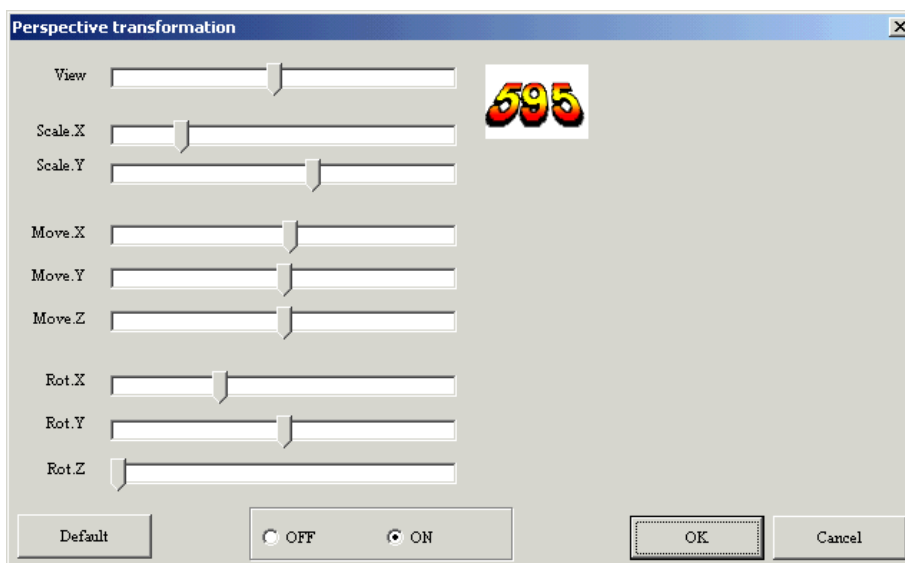 Perspective transformation
View
595
Scale.X
Scale.Y
Move.X
Move.Y
Move.Z
Rot.X
Rot.Y
Rot.Z
Default
OFF
ON
OK
Cancel